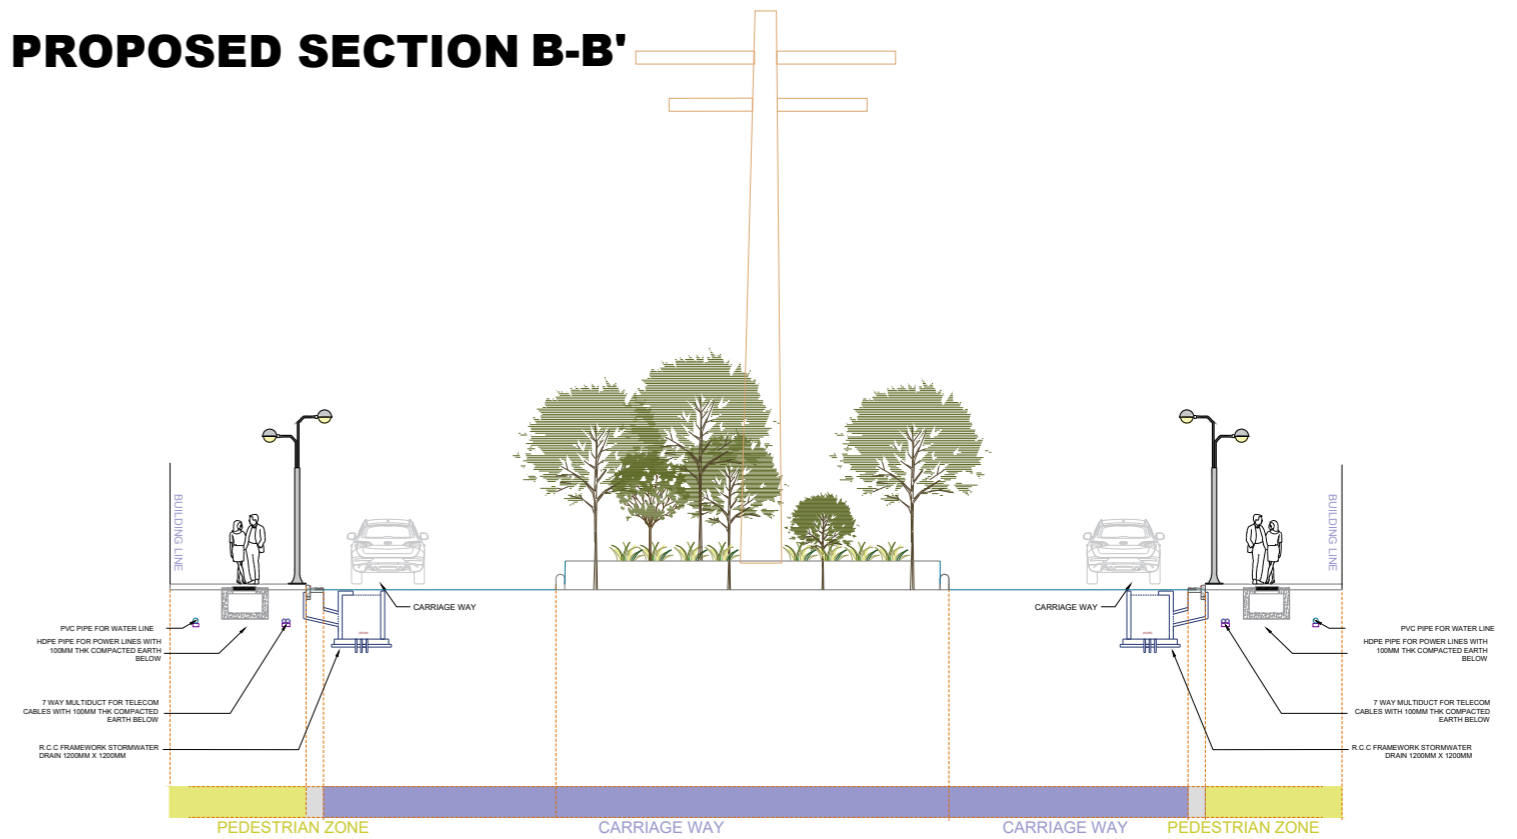 PROPOSED SECTION B-B'
BUILDING LINE
BUILDING LINE
CARRIAGE WAY
CARRIAGE WAY
PVC PIPE FOR WATER LINE
HDPE PIPE FOR POWER LINES WITH
100MM THK COMPACTED EARTH
BELOW
7 WAY MULTIDUCT FOR TELECOM
CABLES WITH 100MM THK COMPACTED
EARTH BELOW
R.C.C FRAMEWORK STORMWATER
DRAIN 1200MM X 1200MM
PVC PIPE FOR WATER LINE
HDPE PIPE FOR POWER LINES WITH
100MM THK COMPACTED EARTH
BELOW
7 WAY MULTIDUCT FOR TELECOM
CABLES WITH 100MM THK COMPACTED
EARTH BELOW
R.C.C FRAMEWORK STORMWATER
DRAIN 1200MM X 1200MM
PEDESTRIAN ZONE
CARRIAGE WAY
CARRIAGE WAY
PEDESTRIAN ZONE